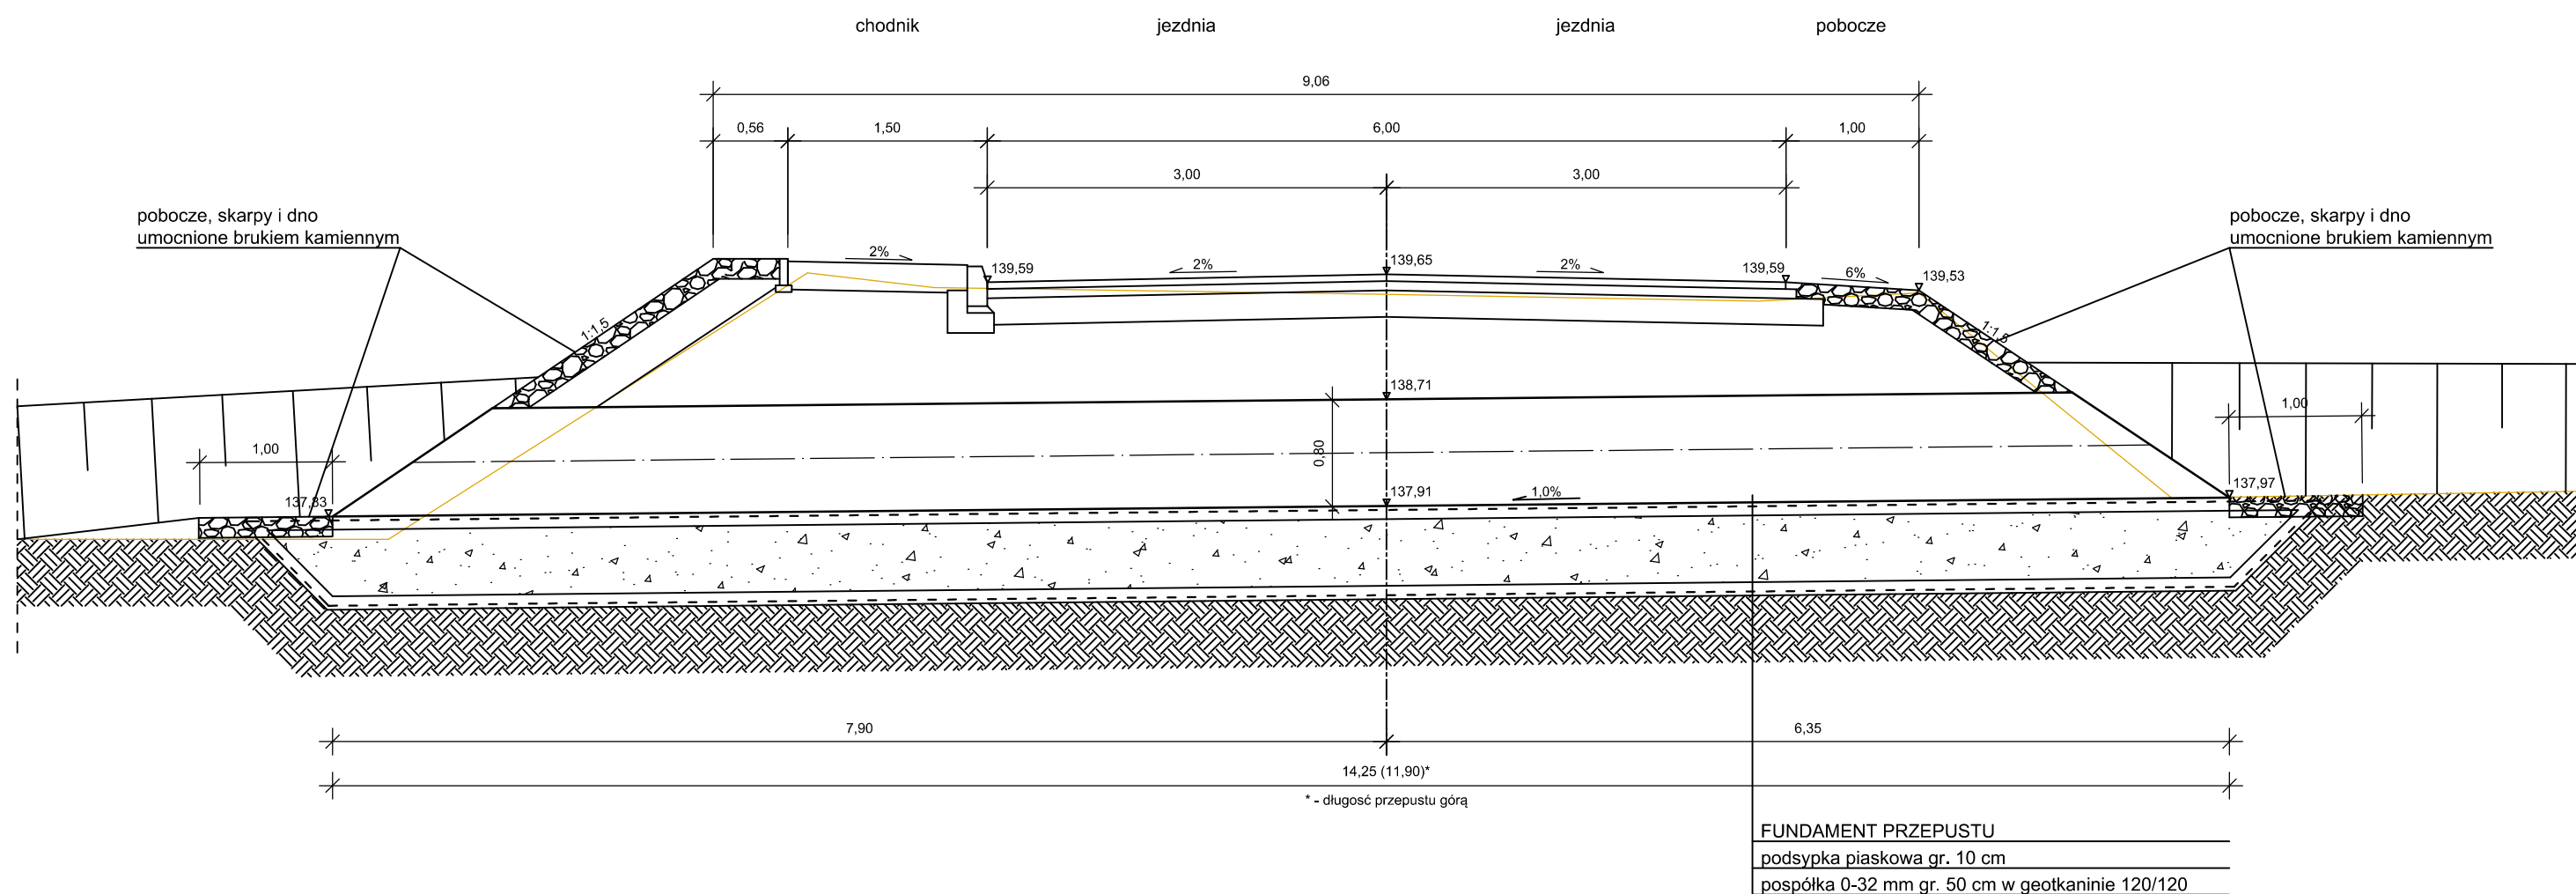 chodnik jezdnia jezdnia pobocze
9,06
0,56 1,50 6,00 1,00
3,00 3,00
pobocze, skarpy i dno
umocnione brukiem kamiennym
pobocze, skarpy i dno
umocnione brukiem kamiennym
2% 139,59 2% 139,65 2% 139,59 6% 139,53
1:1,5 1:1,5
138,71
1,00 0,80 1,00
137,83 137,91 1,0% 137,97
7,90 6,35
14,25 (11,90)*
* - długosć przepustu górą
FUNDAMENT PRZEPUSTU
podsypka piaskowa gr. 10 cm
pospółka 0-32 mm gr. 50 cm w geotkaninie 120/120